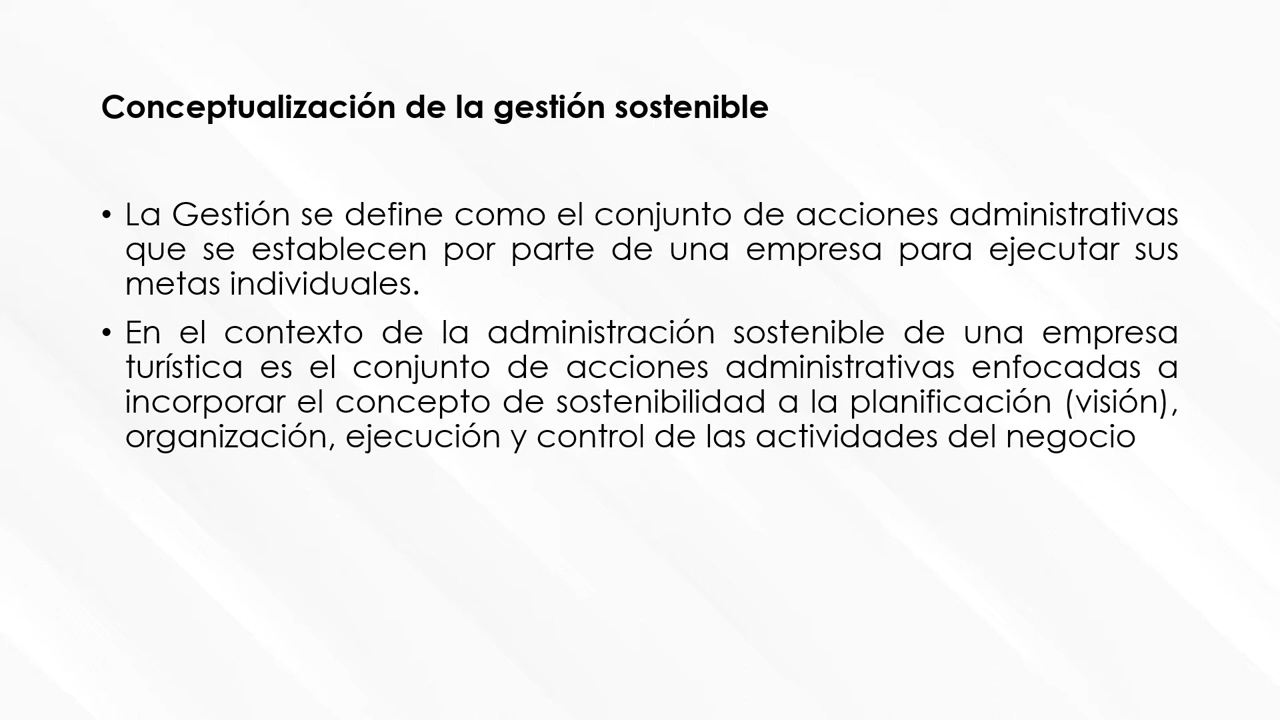 Conceptualización de la gestión sostenible
• La Gestión se define como el conjunto de acciones administrativas
que se establecen por parte de una empresa para ejecutar sus
metas individuales.
• En el contexto de la administración sostenible de una empresa
turística es el conjunto de acciones administrativas enfocadas a
incorporar el concepto de sostenibilidad a la planificación (visión),
organización, ejecución y control de las actividades del negocio